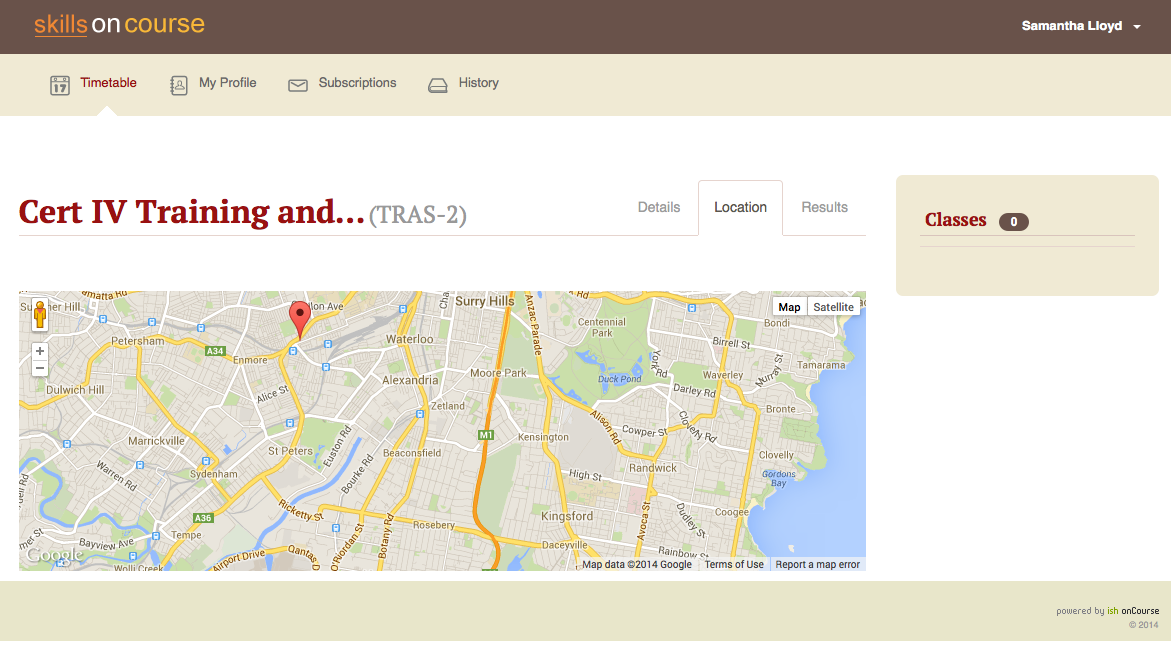 skills on course
Samantha Lloyd
17
Timetable
My Profile
Subscriptions
History
Cert IV Training and... (TRAS-2)
Details
Location
Results
Classes 0
Surry Hills
Map
Satellite
Rd
Anzac Parade
Centennial
Park
Bondi
Petersham
A34
Enmore
Waterloo
Birrell St
Tamarama
Moore Park
York Rd
Duck Pond
Waverley
Murray St
Dulwich Hill
Alice St
Alexandria
Darley Rd
Zetland
Bronte
Alison Rd
Clovelly Rd
Marrickville
M1
Kensington
Cowper St
St Peters
Euston Rd
Beaconsfield
Clovelly
Warren Rd
Sydenham
Bourke Rd
Randwick
High St
Gordons
Bay
Ricketty St
Avoca St
Dudley St
Coogee
A36
Kingsford
Tempe
Rosebery
Botany Rd
O'Riordan St
Bayview Ave
Daceyville
Rainbow St
Google
Wolli Creek
Airport Drive
Qantas D
Map data ©2014 Google
Terms of Use
Report a map error
powered by ish onCourse
© 2014